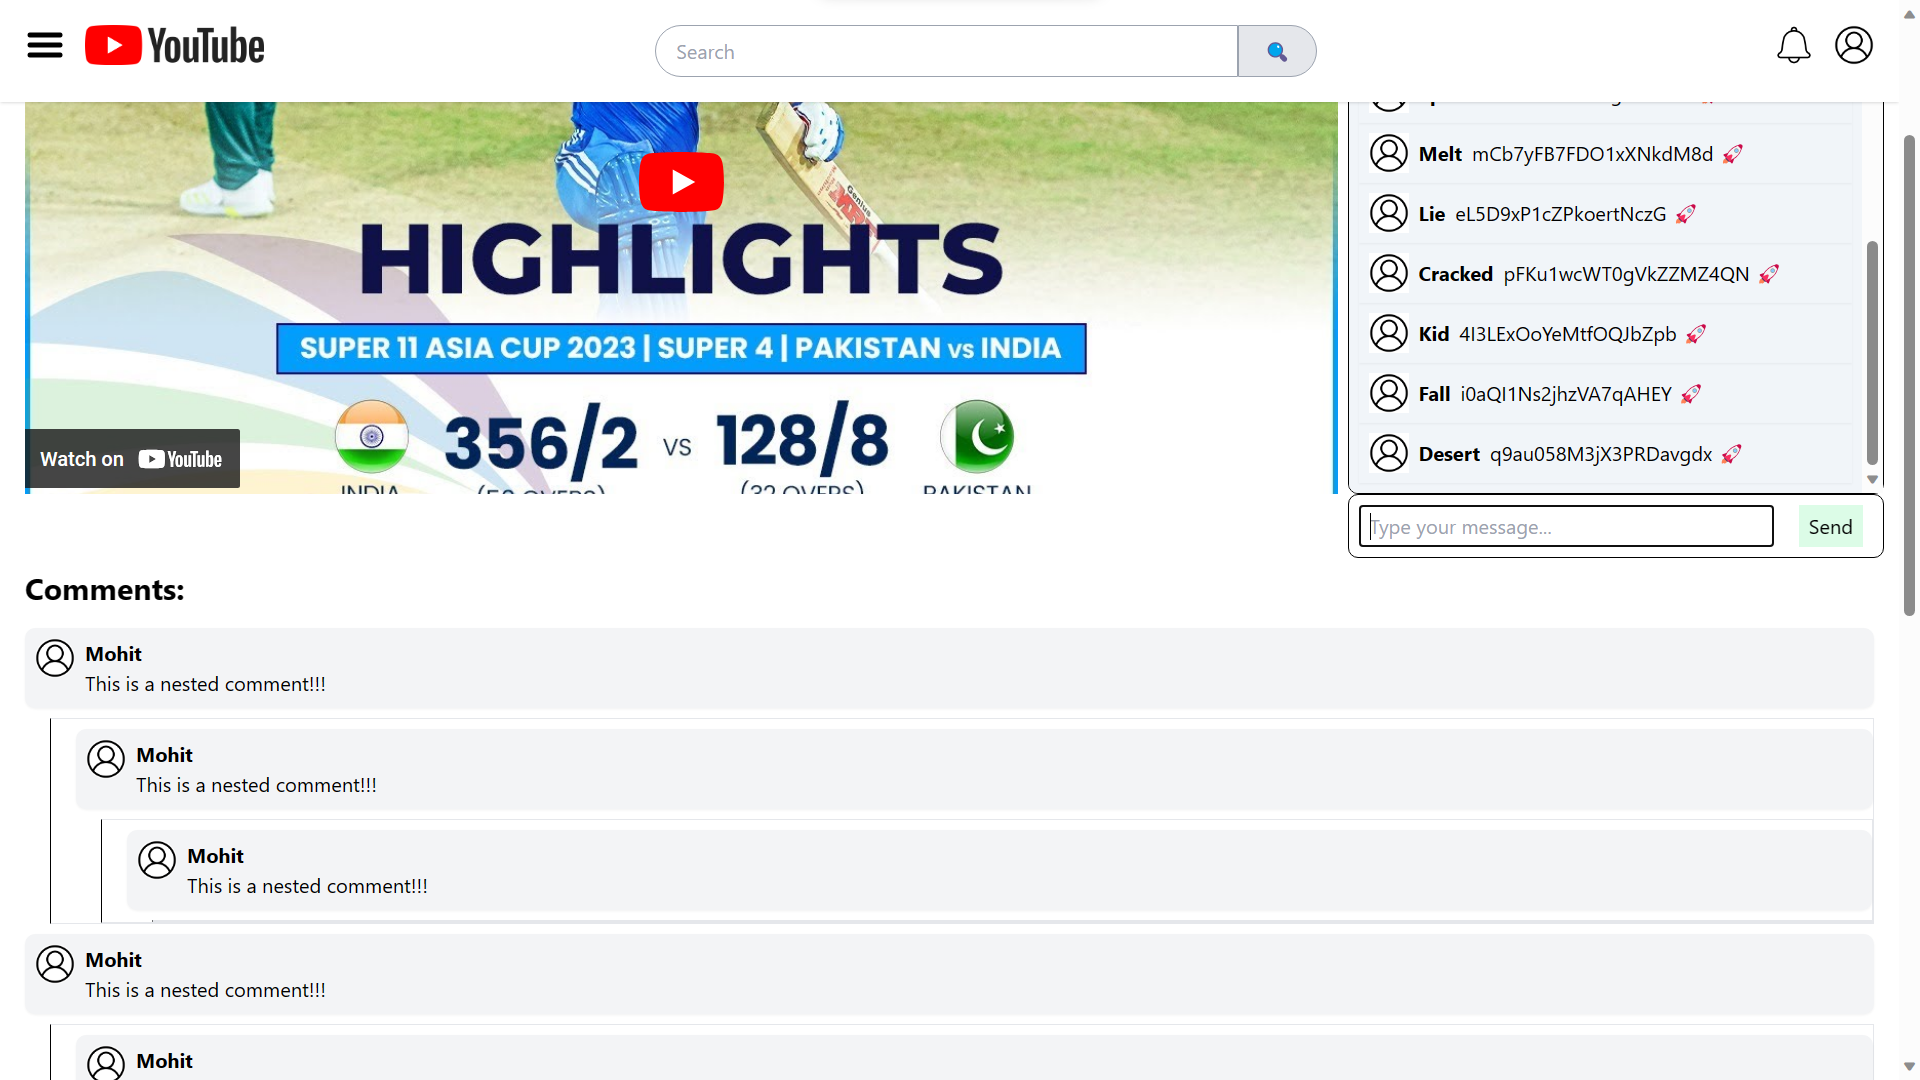 YouTube
Search
HIGHLIGHTS
SUPER 11 ASIA CUP 2023 | SUPER 4 | PAKISTAN vs INDIA
356/2 vs 128/8
INDIA
PAKISTAN
Watch on YouTube
Melt mCb7yFB7FDO1xXNkdM8d 🚀
Lie eL5D9xP1cZPkoertNczG 🚀
Cracked pFKu1wcWT0gVkZZMZ4QN 🚀
Kid 4I3LExOoYeMtfOQJbZpb 🚀
Fall i0aQI1Ns2jhzVA7qAHEY 🚀
Desert q9au058M3jX3PRDavgdx 🚀
Type your message...
Send
Comments:
Mohit
This is a nested comment!!!
Mohit
This is a nested comment!!!
Mohit
This is a nested comment!!!
Mohit
This is a nested comment!!!
Mohit